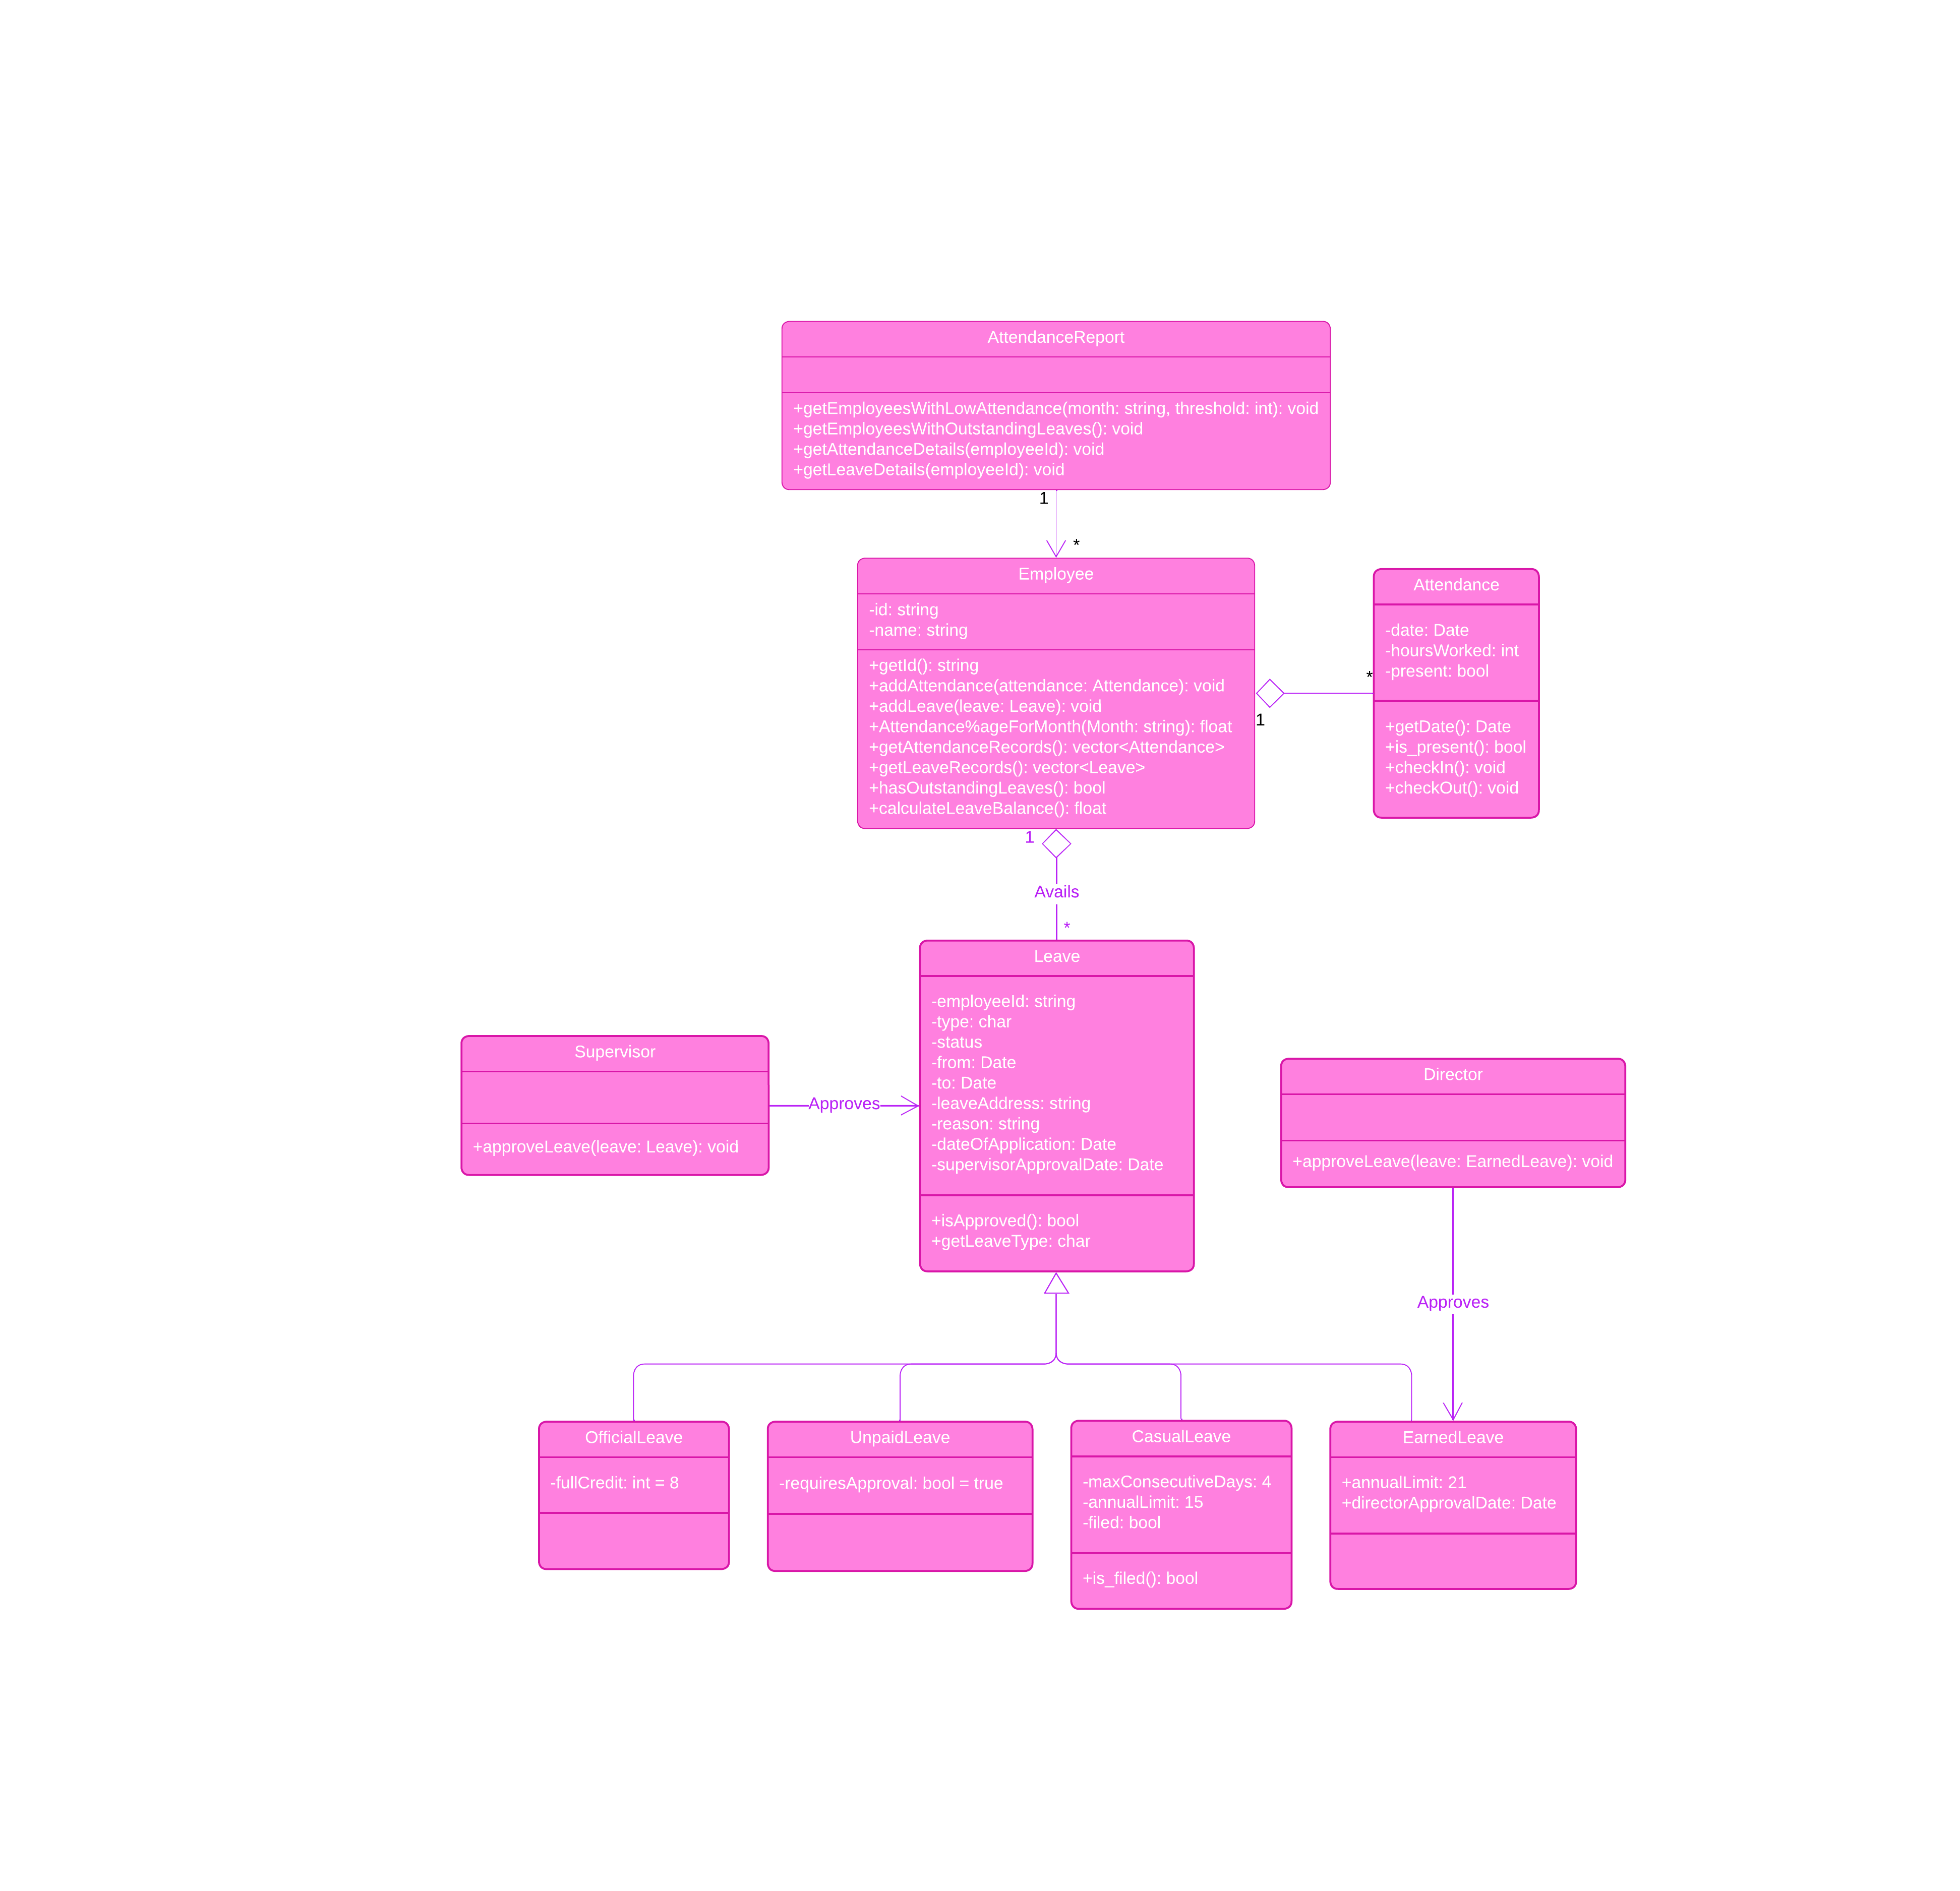 AttendanceReport
+getEmployeesWithLowAttendance(month: string, threshold: int): void
+getEmployeesWithOutstandingLeaves(): void
+getAttendanceDetails(employeeId): void
+getLeaveDetails(employeeId): void
1
*
Employee
-id: string
-name: string
+getId(): string
+addAttendance(attendance: Attendance): void
+addLeave(leave: Leave): void
+Attendance%ageForMonth(Month: string): float
+getAttendanceRecords(): vector<Attendance>
+getLeaveRecords(): vector<Leave>
+hasOutstandingLeaves(): bool
+calculateLeaveBalance(): float
1
*
Attendance
-date: Date
-hoursWorked: int
-present: bool
+getDate(): Date
+is_present(): bool
+checkIn(): void
+checkOut(): void
1
Avails
*
Leave
-employeeId: string
-type: char
-status
-from: Date
-to: Date
-leaveAddress: string
-reason: string
-dateOfApplication: Date
-supervisorApprovalDate: Date
+isApproved(): bool
+getLeaveType: char
Supervisor
+approveLeave(leave: Leave): void
Approves
Director
+approveLeave(leave: EarnedLeave): void
Approves
OfficialLeave
-fullCredit: int = 8
UnpaidLeave
-requiresApproval: bool = true
CasualLeave
-maxConsecutiveDays: 4
-annualLimit: 15
-filed: bool
+is_filed(): bool
EarnedLeave
+annualLimit: 21
+directorApprovalDate: Date